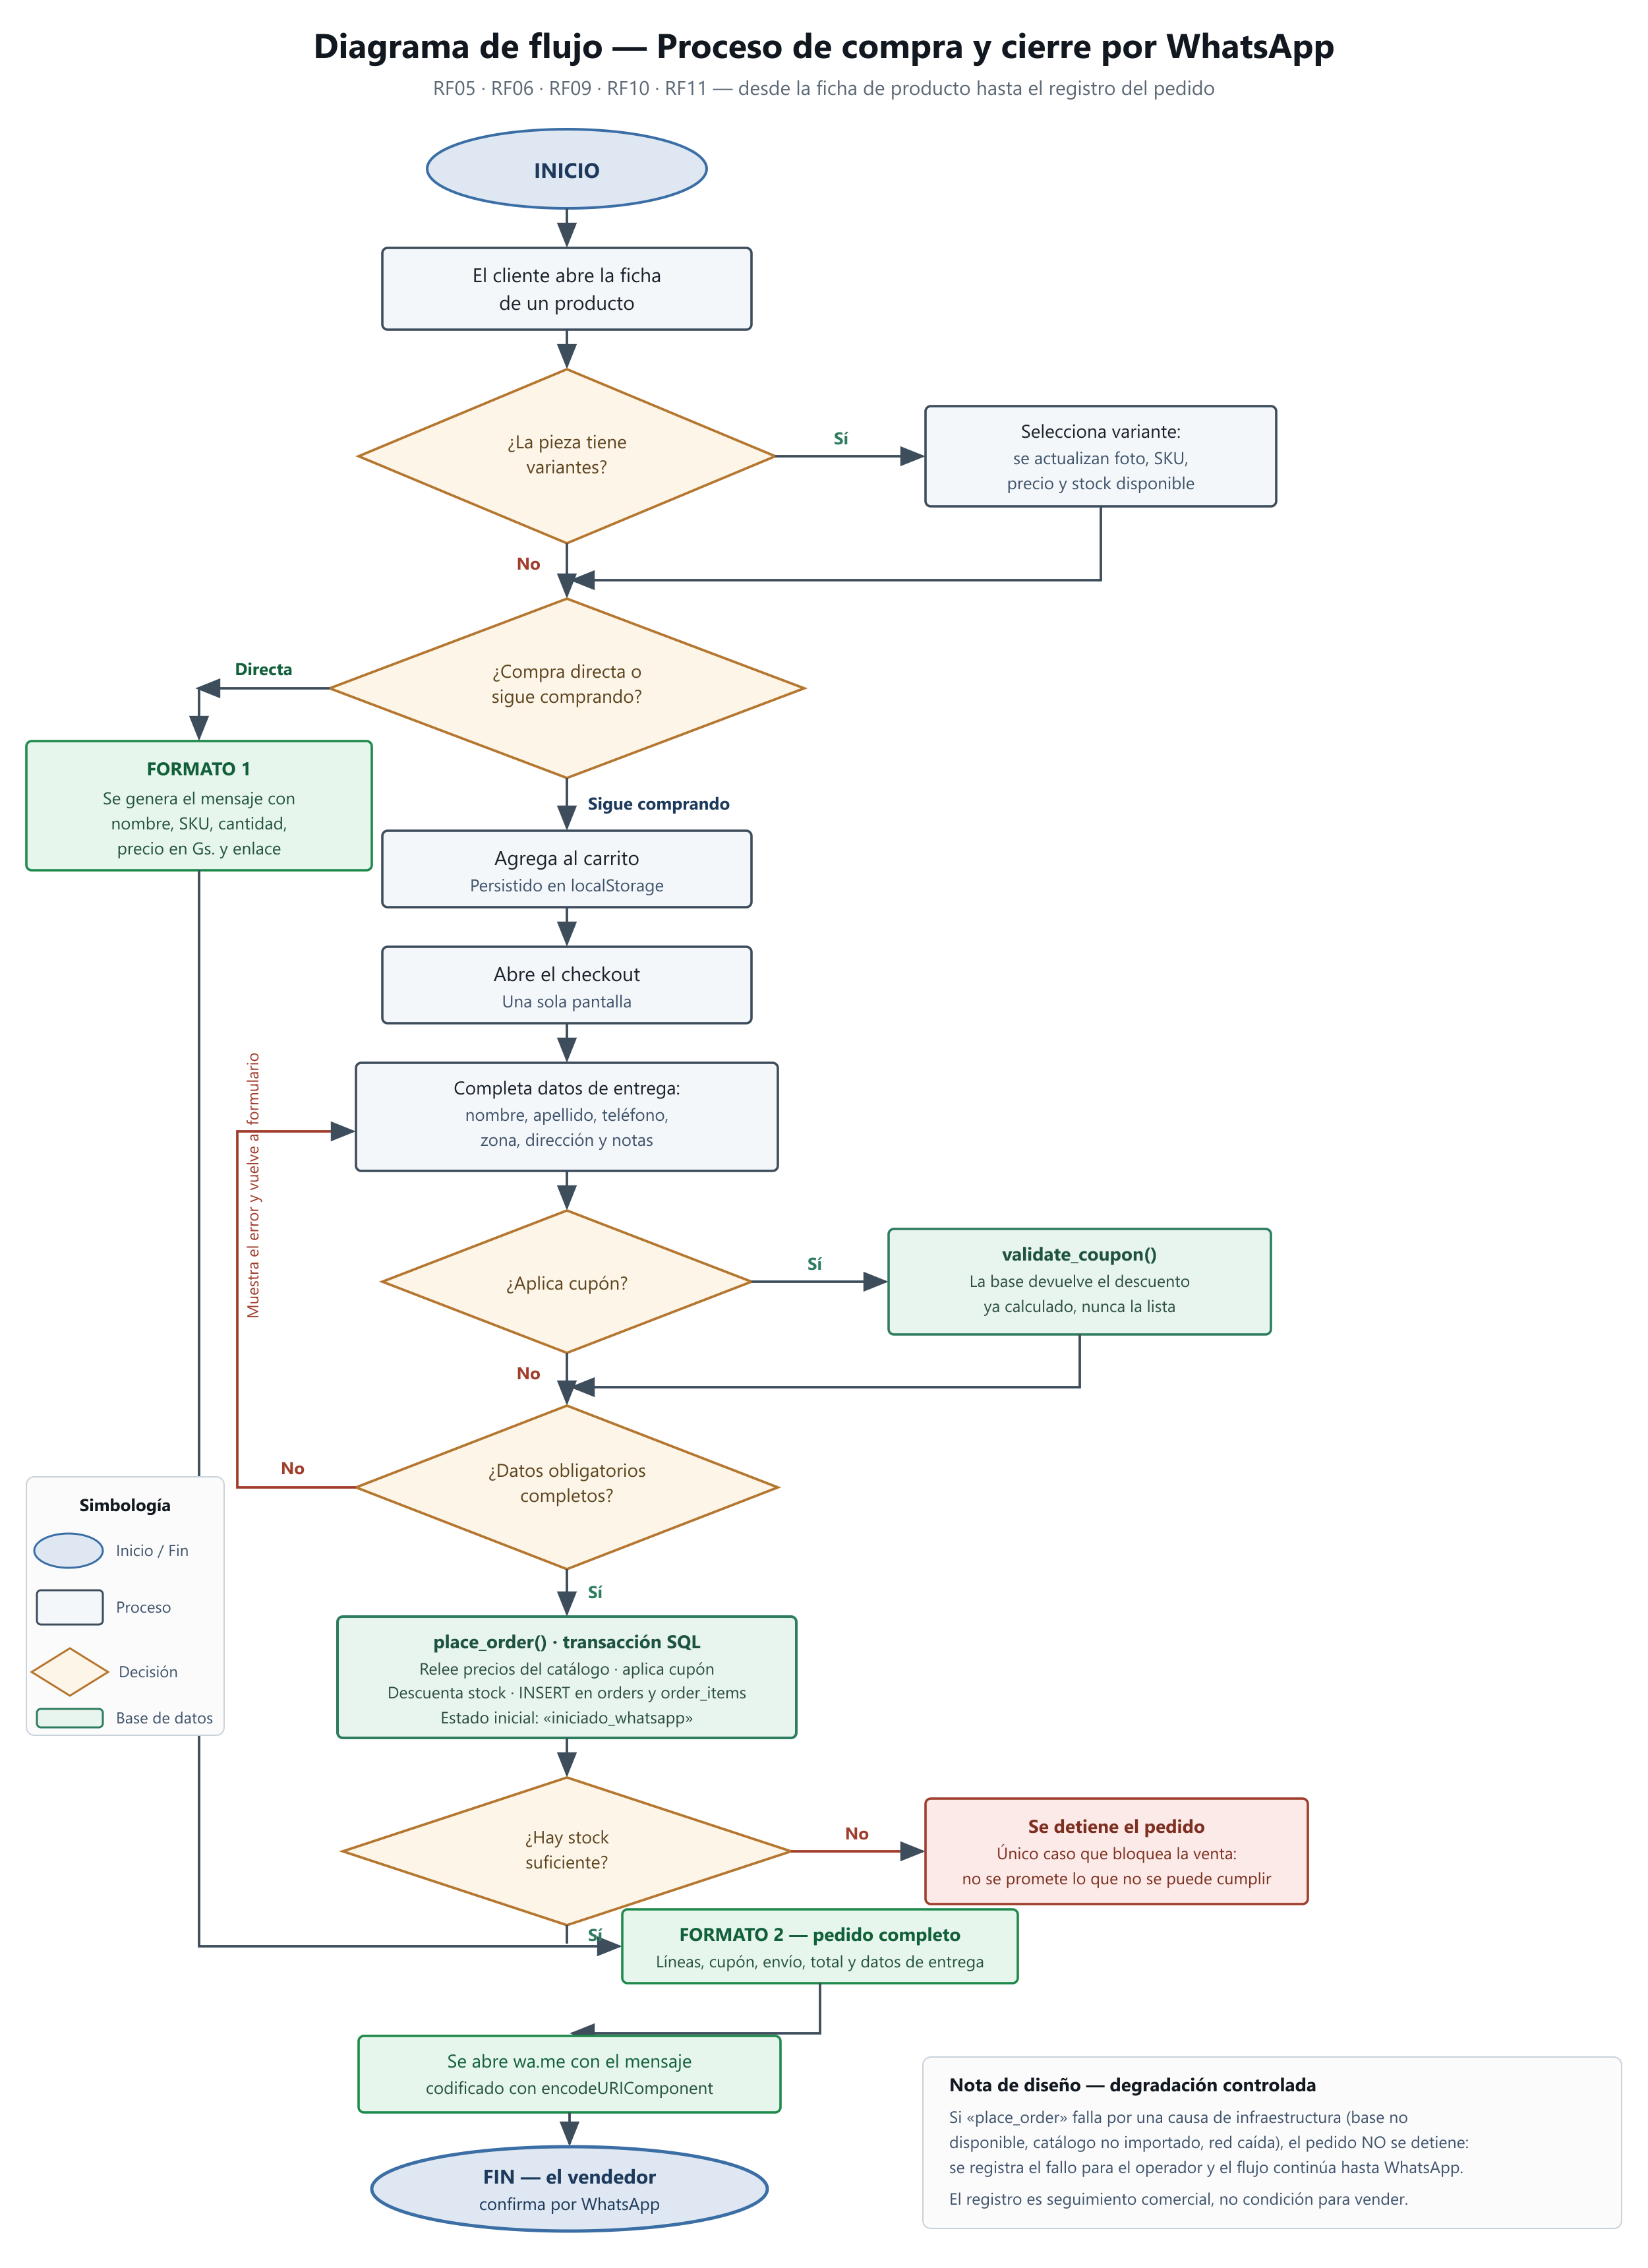 Diagrama de flujo — Proceso de compra y cierre por WhatsApp
RF05 · RF06 · RF09 · RF10 · RF11 — desde la ficha de producto hasta el registro del pedido
INICIO
El cliente abre la ficha
de un producto
¿La pieza tiene
variantes?
Sí
Selecciona variante:
se actualizan foto, SKU,
precio y stock disponible
No
¿Compra directa o
sigue comprando?
Directa
FORMATO 1
Se genera el mensaje con
nombre, SKU, cantidad,
precio en Gs. y enlace
Sigue comprando
Agrega al carrito
Persistido en localStorage
Abre el checkout
Una sola pantalla
Completa datos de entrega:
nombre, apellido, teléfono,
zona, dirección y notas
Muestra el error y vuelve al formulario
¿Aplica cupón?
Sí
validate_coupon()
La base devuelve el descuento
ya calculado, nunca la lista
No
¿Datos obligatorios
completos?
No
Sí
Simbología
Inicio / Fin
Proceso
Decisión
Base de datos
place_order() · transacción SQL
Relee precios del catálogo · aplica cupón
Descuenta stock · INSERT en orders y order_items
Estado inicial: «iniciado_whatsapp»
¿Hay stock
suficiente?
No
Se detiene el pedido
Único caso que bloquea la venta:
no se promete lo que no se puede cumplir
Sí
FORMATO 2 — pedido completo
Líneas, cupón, envío, total y datos de entrega
Se abre wa.me con el mensaje
codificado con encodeURIComponent
FIN — el vendedor
confirma por WhatsApp
Nota de diseño — degradación controlada
Si «place_order» falla por una causa de infraestructura (base no
disponible, catálogo no importado, red caída), el pedido NO se detiene:
se registra el fallo para el operador y el flujo continúa hasta WhatsApp.
El registro es seguimiento comercial, no condición para vender.